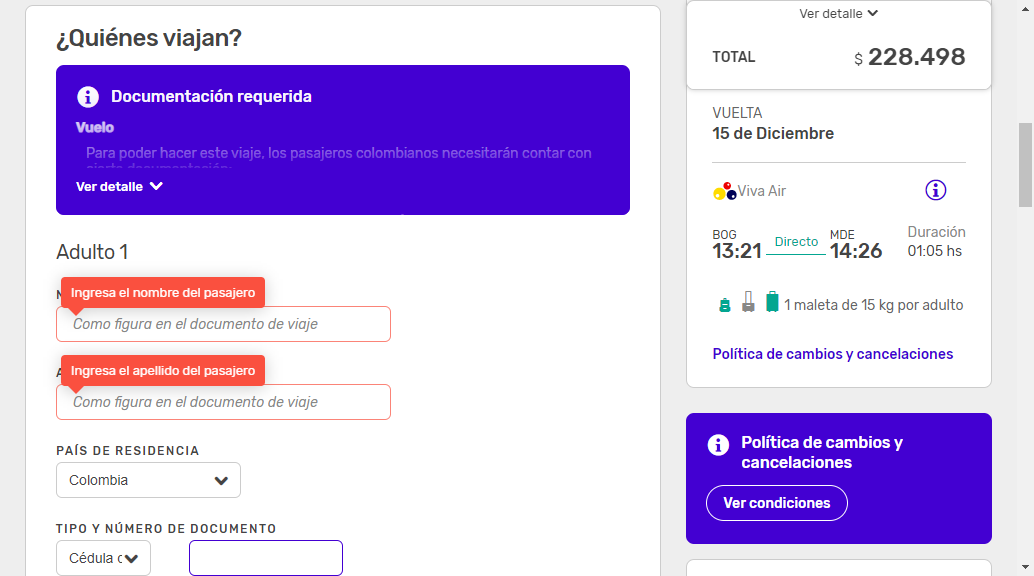 ¿Quiénes viajan?
Documentación requerida
Vuelo
Para poder hacer este viaje, los pasajeros colombianos necesitarán contar con
Ver detalle
Adulto 1
Ingresa el nombre del pasajero
Como figura en el documento de viaje
Ingresa el apellido del pasajero
Como figura en el documento de viaje
PAÍS DE RESIDENCIA
Colombia
TIPO Y NÚMERO DE DOCUMENTO
Cédula
Ver detalle
TOTAL $ 228.498
VUELTA
15 de Diciembre
Viva Air
BOG
13:21
Directo
MDE
14:26
Duración
01:05 hs
1 maleta de 15 kg por adulto
Política de cambios y cancelaciones
Política de cambios y
cancelaciones
Ver condiciones